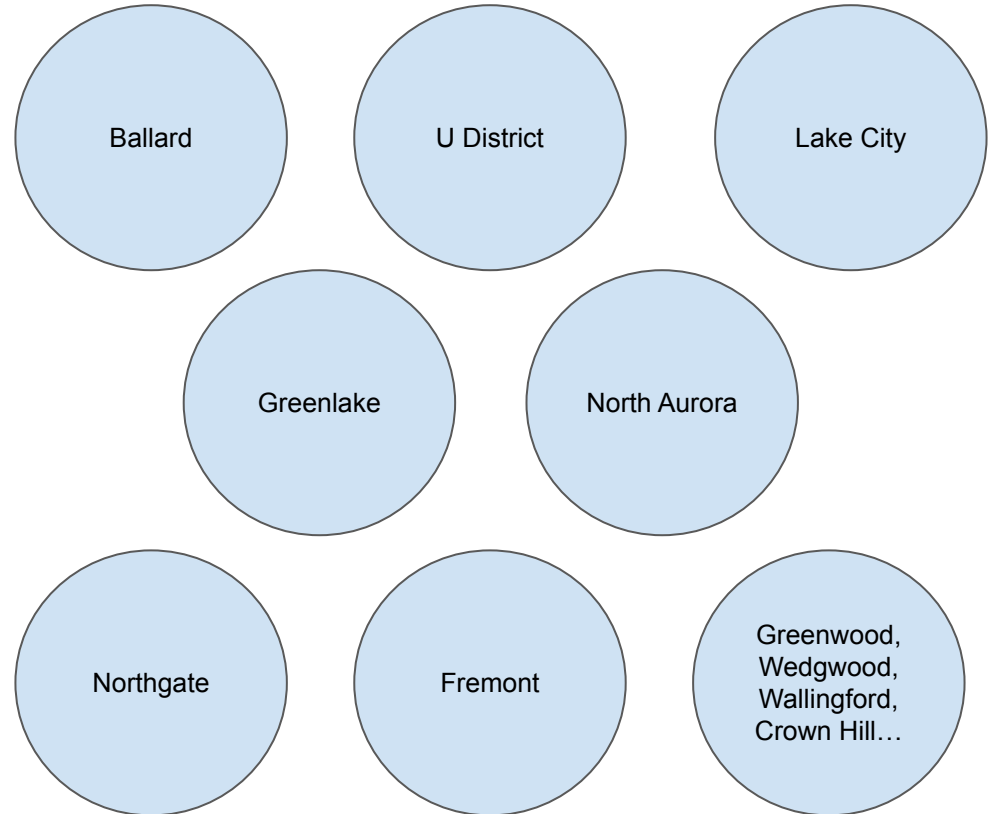 Ballard
U District
Lake City
Greenlake
North Aurora
Northgate
Fremont
Greenwood,
Wedgwood,
Wallingford,
Crown Hill…